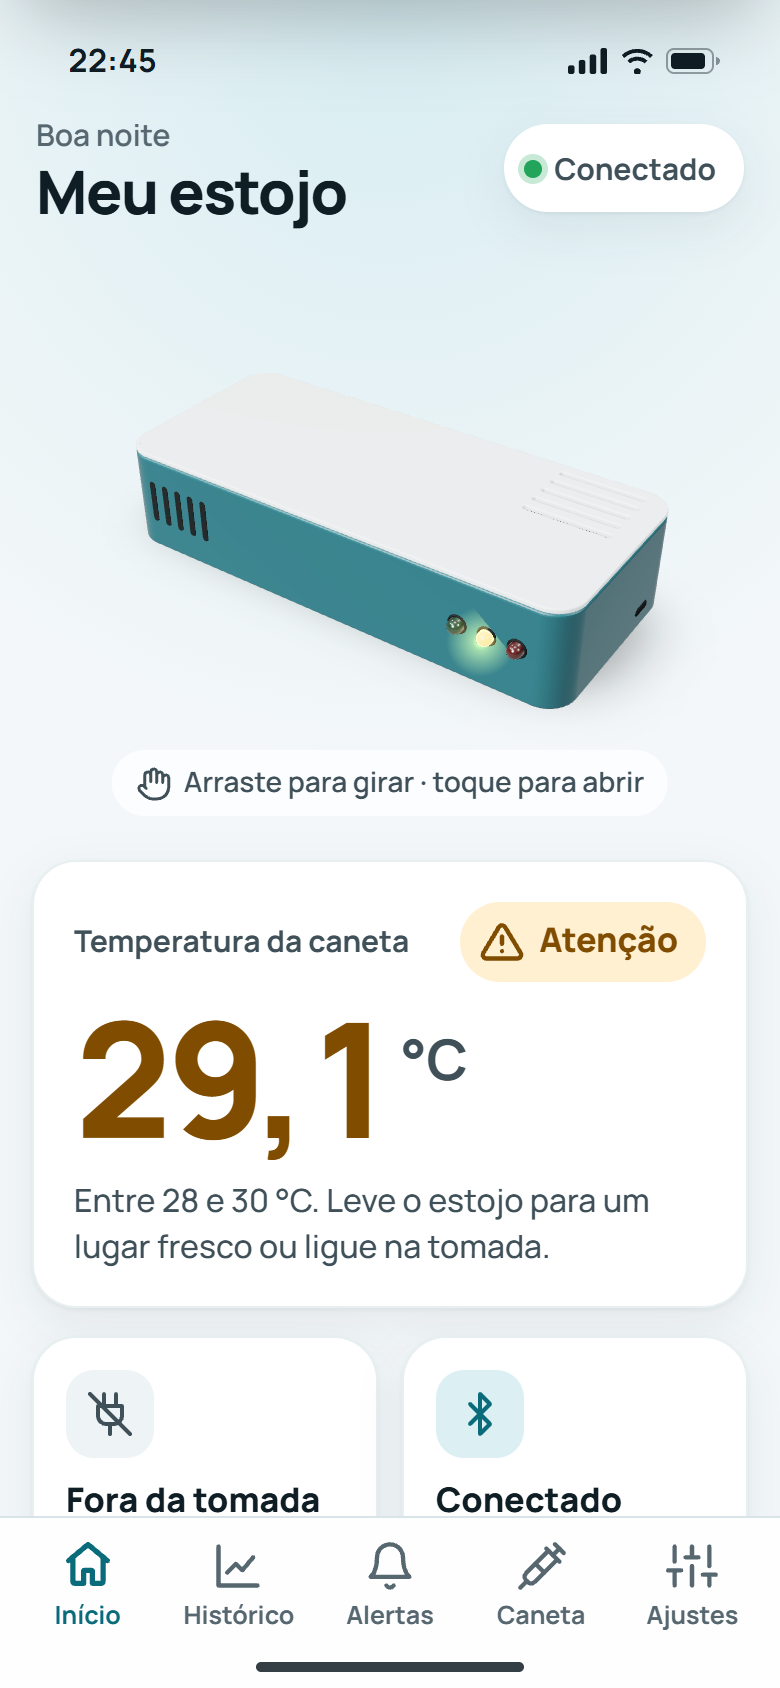 22:45
Boa noite
Meu estojo
Conectado
Arraste para girar · toque para abrir
Temperatura da caneta
Atenção
29,1 °C
Entre 28 e 30 °C. Leve o estojo para um
lugar fresco ou ligue na tomada.
Fora da tomada
Conectado
Início
Histórico
Alertas
Caneta
Ajustes